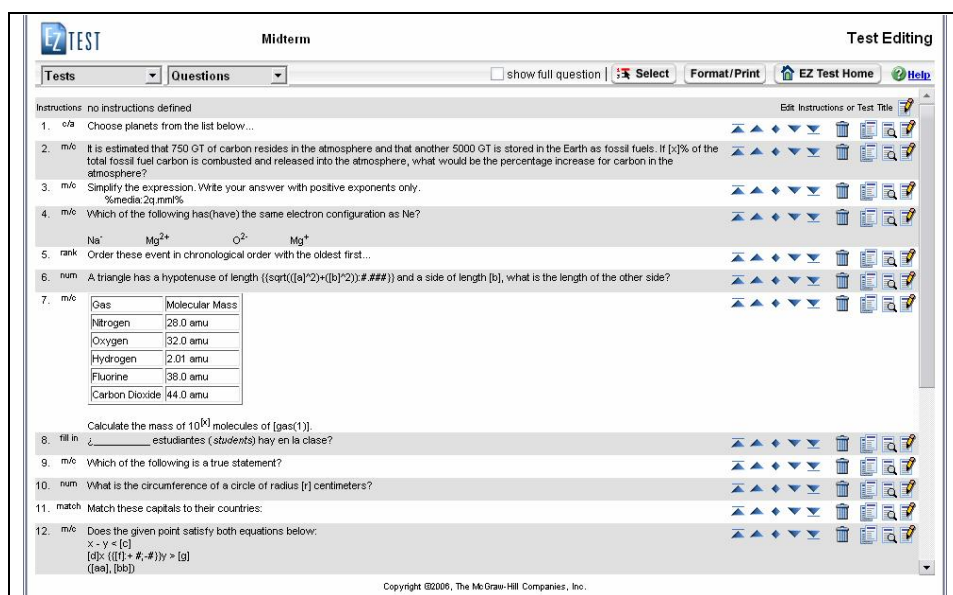 EZ TEST
Midterm
Test Editing
Tests
Questions
show full question | Select
Format/Print
EZ Test Home
Help
Instructions no instructions defined
Edit Instructions or Test Title
1. c/a Choose planets from the list below...
2. m/c It is estimated that 750 GT of carbon resides in the atmosphere and that another 5000 GT is stored in the Earth as fossil fuels. If [x]% of the
total fossil fuel carbon is combusted and released into the atmosphere, what would be the percentage increase for carbon in the
atmosphere?
3. m/c Simplify the expression. Write your answer with positive exponents only.
%media:2q.mml%
4. m/c Which of the following has(have) the same electron configuration as Ne?
Na⁻ Mg²⁺ O²⁻ Mg⁺
5. rank Order these event in chronological order with the oldest first...
6. num A triangle has a hypotenuse of length {{sqrt(([a]^2)+([b]^2)):#.###}} and a side of length [b], what is the length of the other side?
7. m/c
Gas Molecular Mass
Nitrogen 28.0 amu
Oxygen 32.0 amu
Hydrogen 2.01 amu
Fluorine 38.0 amu
Carbon Dioxide 44.0 amu
Calculate the mass of 10[x] molecules of [gas(1)].
8. fill in ¿__________ estudiantes (students) hay en la clase?
9. m/c Which of the following is a true statement?
10. num What is the circumference of a circle of radius [r] centimeters?
11. match Match these capitals to their countries:
12. m/c Does the given point satisfy both equations below:
x - y < [c]
[d]x {{[f]:+ #;-#}}y > [g]
([aa], [bb])
Copyright ©2006, The McGraw-Hill Companies, Inc.